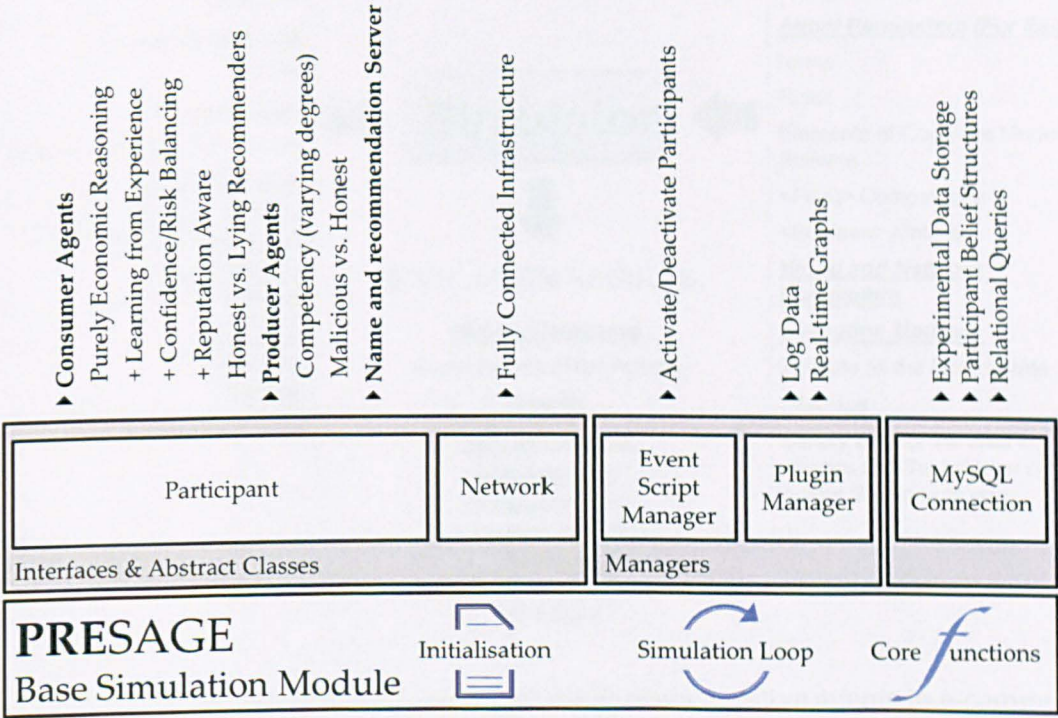 ▶ Consumer Agents
Purely Economic Reasoning
+ Learning from Experience
+ Confidence/Risk Balancing
+ Reputation Aware
Honest vs. Lying Recommenders
▶ Producer Agents
Competency (varying degrees)
Malicious vs. Honest
▶ Name and recommendation Server
▶ Fully Connected Infrastructure
▶ Activate/Deactivate Participants
▶ Log Data
▶ Real-time Graphs
▶ Experimental Data Storage
▶ Participant Belief Structures
▶ Relational Queries
Participant
Network
Event
Script
Manager
Plugin
Manager
MySQL
Connection
Interfaces & Abstract Classes
Managers
PRESAGE
Base Simulation Module
Initialisation
Simulation Loop
Core functions